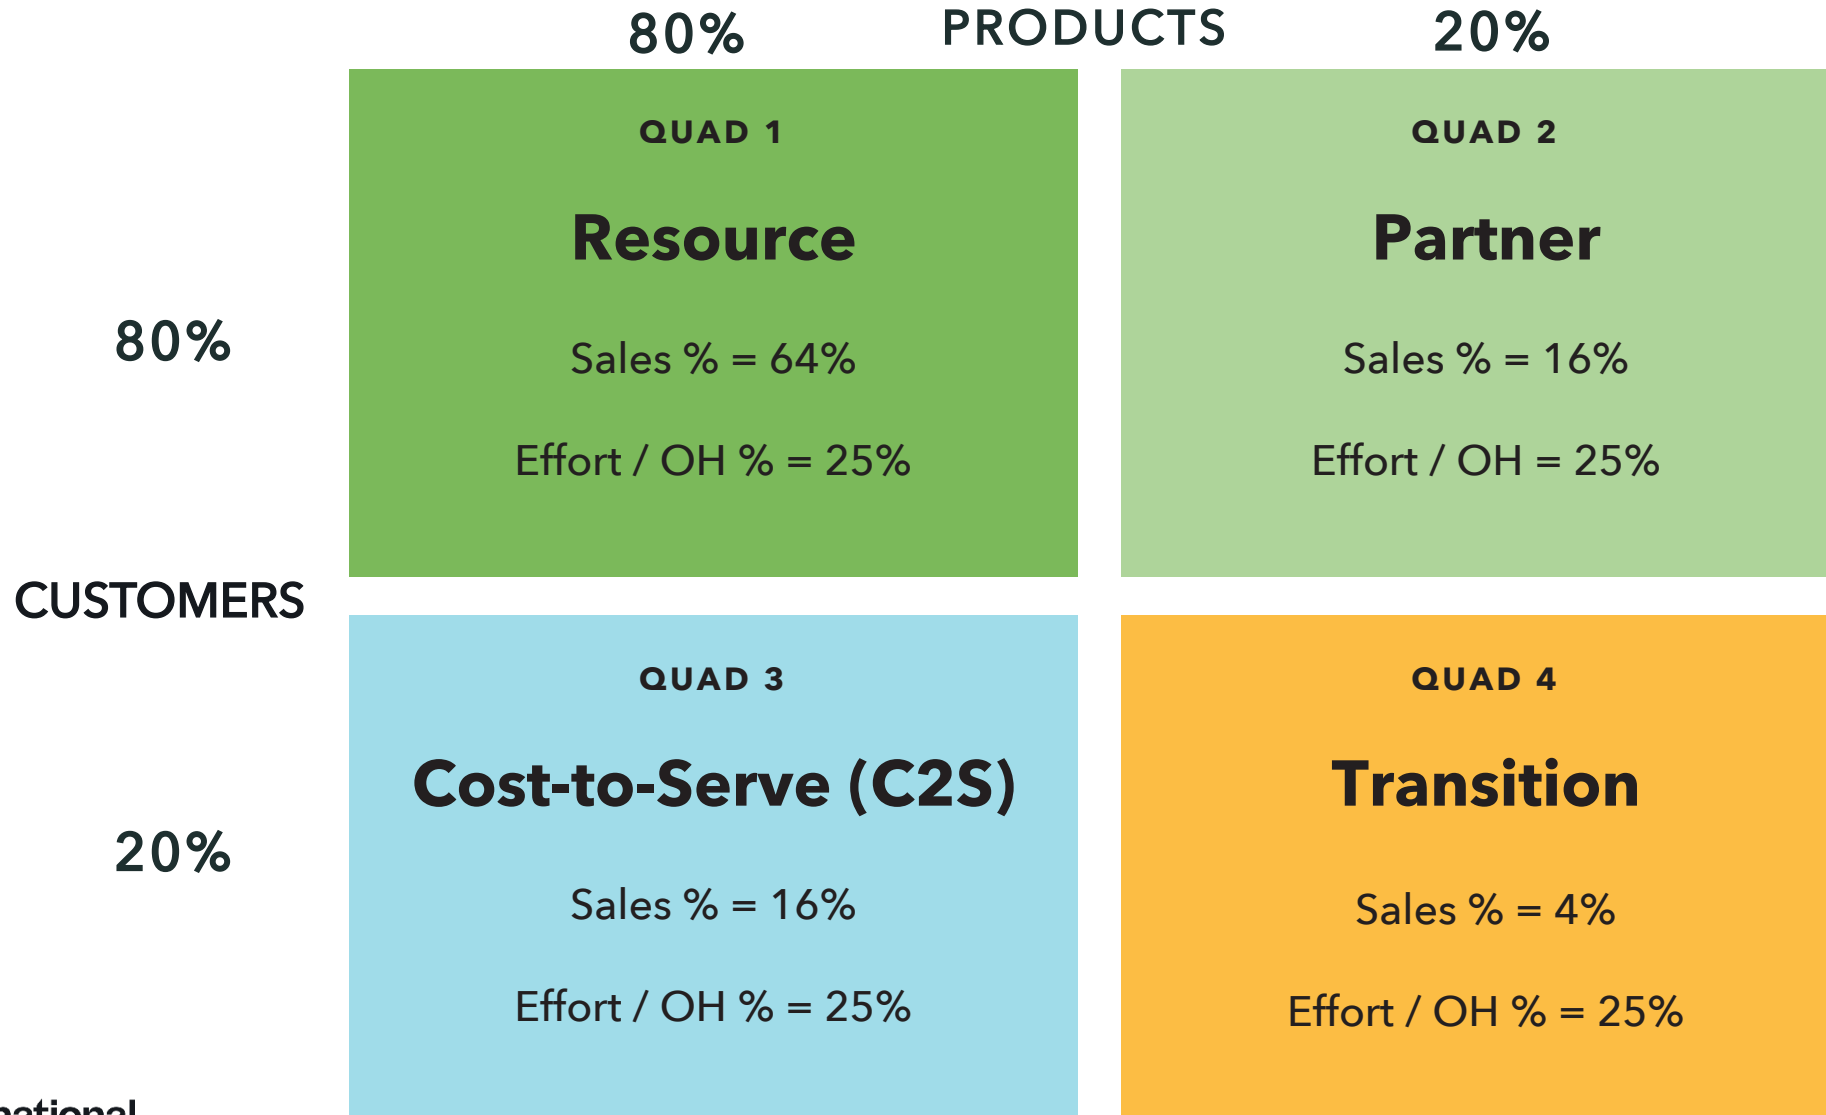 80% PRODUCTS 20%
QUAD 1
Resource
Sales % = 64%
Effort / OH % = 25%
QUAD 2
Partner
Sales % = 16%
Effort / OH = 25%
80%
CUSTOMERS
20%
QUAD 3
Cost-to-Serve (C2S)
Sales % = 16%
Effort / OH % = 25%
QUAD 4
Transition
Sales % = 4%
Effort / OH % = 25%